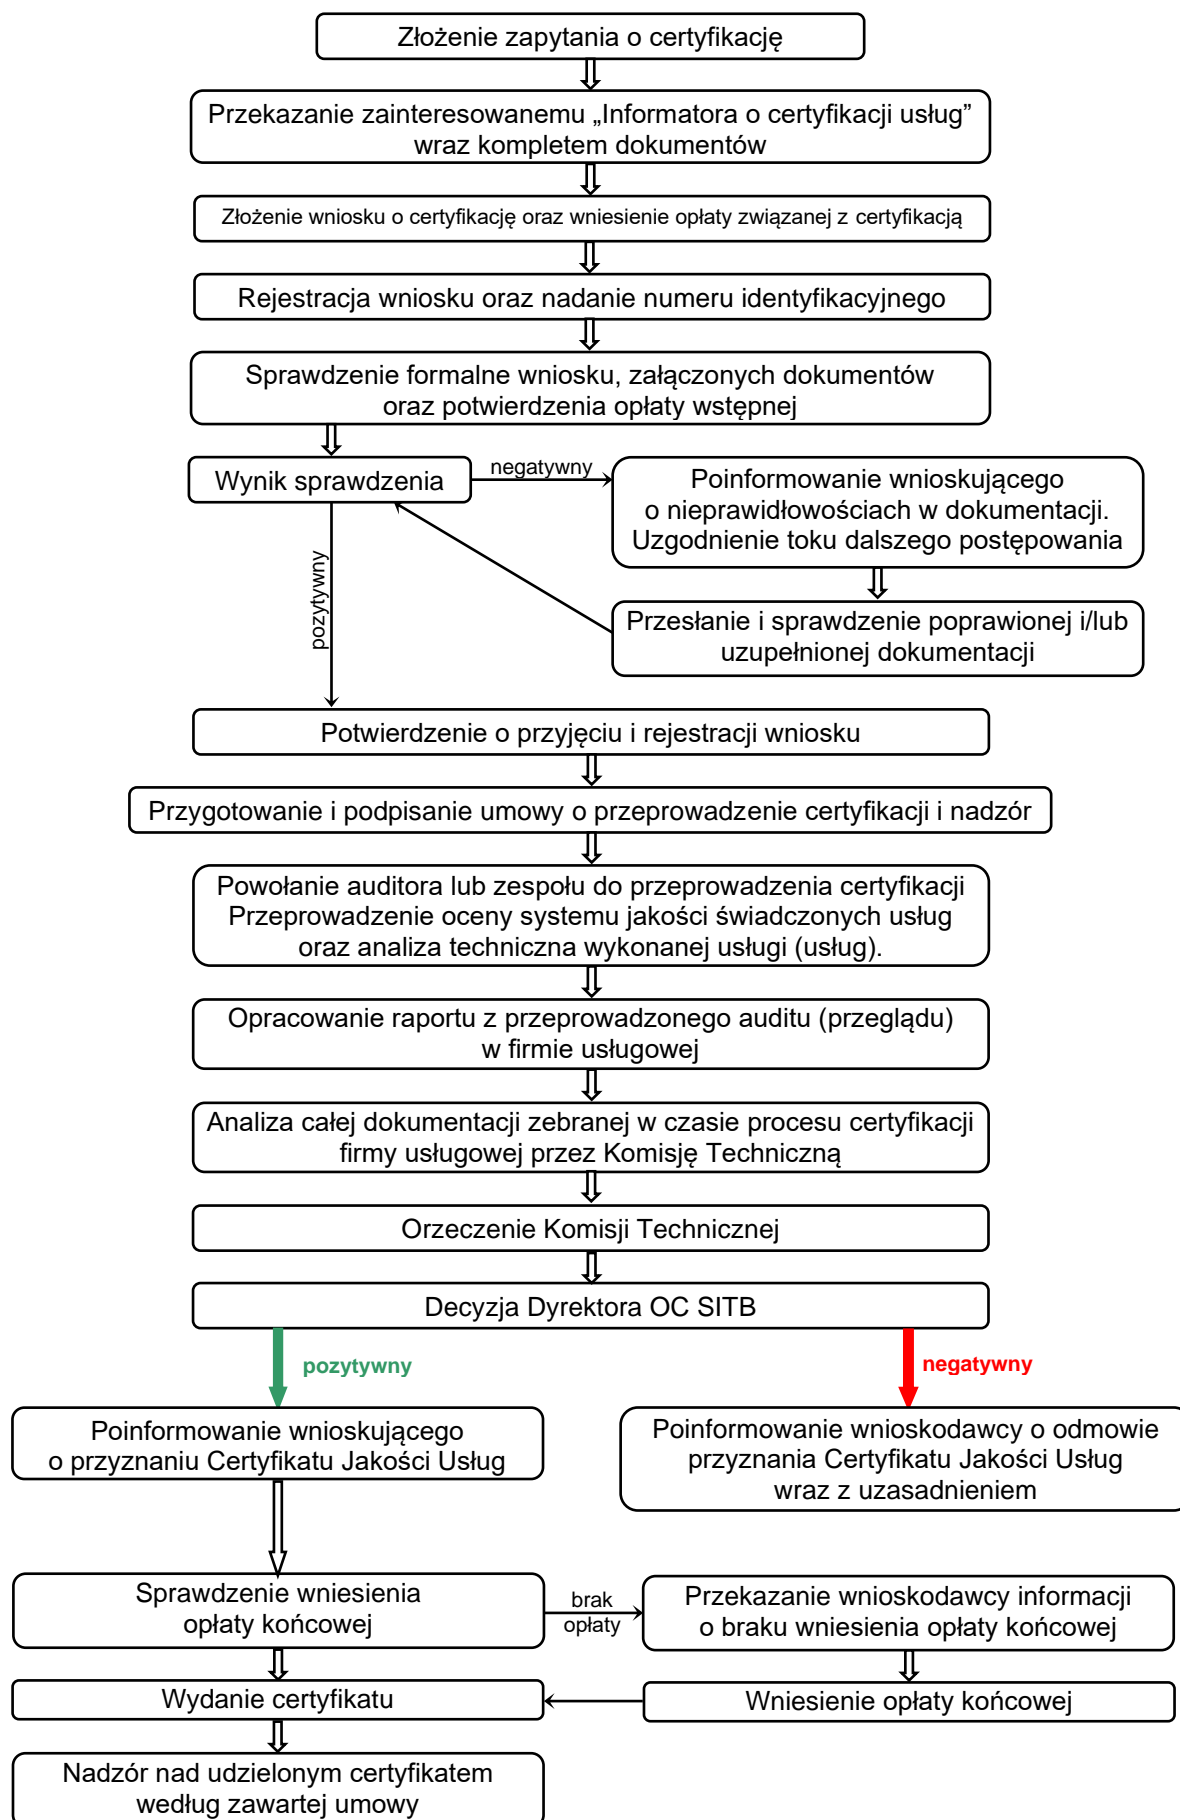 Złożenie zapytania o certyfikację
Przekazanie zainteresowanemu „Informatora o certyfikacji usług”
wraz kompletem dokumentów
Złożenie wniosku o certyfikację oraz wniesienie opłaty związanej z certyfikacją
Rejestracja wniosku oraz nadanie numeru identyfikacyjnego
Sprawdzenie formalne wniosku, załączonych dokumentów
oraz potwierdzenia opłaty wstępnej
Wynik sprawdzenia
negatywny
Poinformowanie wnioskującego
o nieprawidłowościach w dokumentacji.
Uzgodnienie toku dalszego postępowania
pozytywny
Przesłanie i sprawdzenie poprawionej i/lub
uzupełnionej dokumentacji
Potwierdzenie o przyjęciu i rejestracji wniosku
Przygotowanie i podpisanie umowy o przeprowadzenie certyfikacji i nadzór
Powołanie auditora lub zespołu do przeprowadzenia certyfikacji
Przeprowadzenie oceny systemu jakości świadczonych usług
oraz analiza techniczna wykonanej usługi (usług).
Opracowanie raportu z przeprowadzonego auditu (przeglądu)
w firmie usługowej
Analiza całej dokumentacji zebranej w czasie procesu certyfikacji
firmy usługowej przez Komisję Techniczną
Orzeczenie Komisji Technicznej
Decyzja Dyrektora OC SITB
pozytywny
negatywny
Poinformowanie wnioskującego
o przyznaniu Certyfikatu Jakości Usług
Poinformowanie wnioskodawcy o odmowie
przyznania Certyfikatu Jakości Usług
wraz z uzasadnieniem
Sprawdzenie wniesienia
opłaty końcowej
brak
opłaty
Przekazanie wnioskodawcy informacji
o braku wniesienia opłaty końcowej
Wydanie certyfikatu
Wniesienie opłaty końcowej
Nadzór nad udzielonym certyfikatem
według zawartej umowy